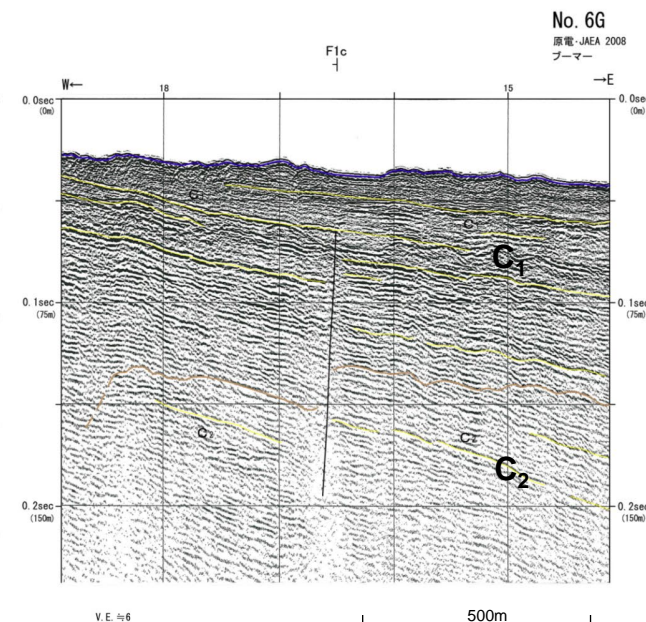 No. 6G
原電・JAEA 2008
ブーマー
F1c
W←
18
15
→E
0.0sec
(0m)
0.0sec
(0m)
C
C
C₁
0.1sec
(75m)
0.1sec
(75m)
C₂
C₂
C₂
0.2sec
(150m)
0.2sec
(150m)
V.E.≒6
500m